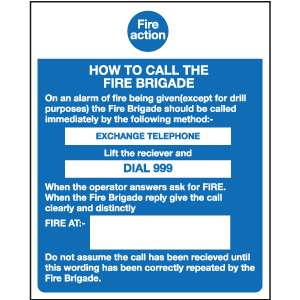 Fire
action
HOW TO CALL THE
FIRE BRIGADE
On an alarm of fire being given(except for drill
purposes) the Fire Brigade should be called
immediately by the following method:-
EXCHANGE TELEPHONE
Lift the reciever and
DIAL 999
When the operator answers ask for FIRE.
When the Fire Brigade reply give the call
clearly and distinctly
FIRE AT:-
Do not assume the call has been recieved until
this wording has been correctly repeated by the
Fire Brigade.